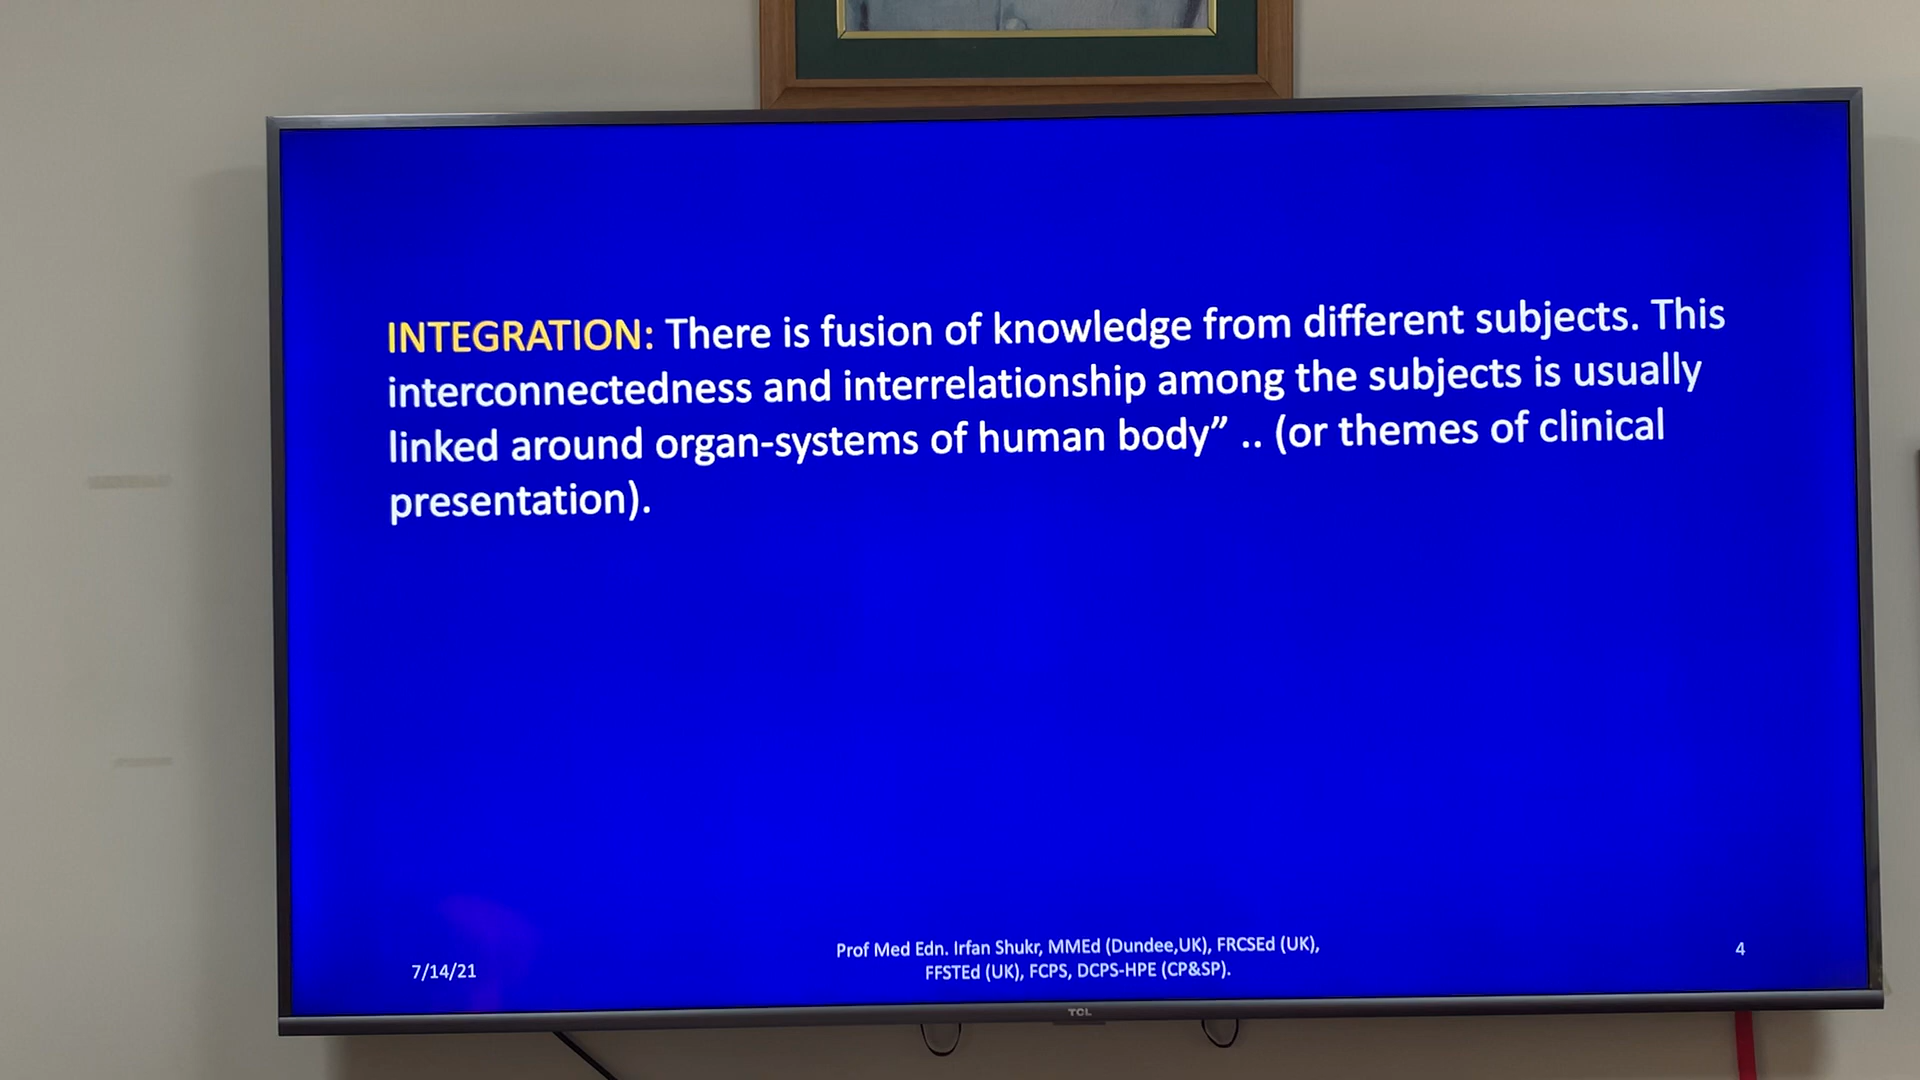 INTEGRATION: There is fusion of knowledge from different subjects. This
interconnectedness and interrelationship among the subjects is usually
linked around organ-systems of human body” .. (or themes of clinical
presentation).
7/14/21
Prof Med Edn. Irfan Shukr, MMEd (Dundee,UK), FRCSEd (UK),
FFSTEd (UK), FCPS, DCPS-HPE (CP&SP).
4
TCL